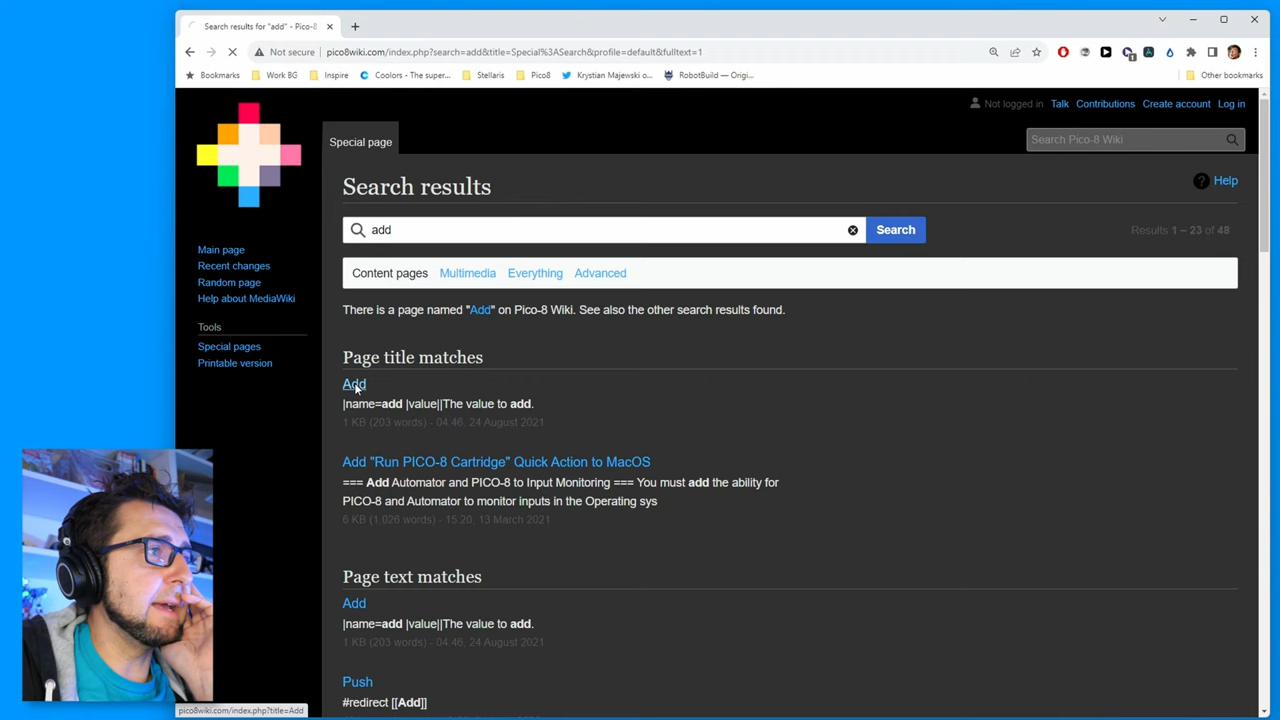 Search results for "add" - Pico-8
Not secure | pico8wiki.com/index.php?search=add&title=Special%3ASearch&profile=default&fulltext=1
Bookmarks Work BG Inspire Coolors - The super... Stellaris Pico8 Krystian Majewski o... RobotBuild — Origi... Other bookmarks
Not logged in Talk Contributions Create account Log in
Special page
Search Pico-8 Wiki
Search results
Help
add
Search
Results 1 – 23 of 48
Main page
Recent changes
Random page
Help about MediaWiki
Tools
Special pages
Printable version
Content pages Multimedia Everything Advanced
There is a page named "Add" on Pico-8 Wiki. See also the other search results found.
Page title matches
Add
|name=add |value||The value to add.
1 KB (203 words) - 04:46, 24 August 2021
Add "Run PICO-8 Cartridge" Quick Action to MacOS
=== Add Automator and PICO-8 to Input Monitoring === You must add the ability for
PICO-8 and Automator to monitor inputs in the Operating sys
6 KB (1,026 words) - 15:20, 13 March 2021
Page text matches
Add
|name=add |value||The value to add.
1 KB (203 words) - 04:46, 24 August 2021
Push
#redirect [[Add]]
pico8wiki.com/index.php?title=Add